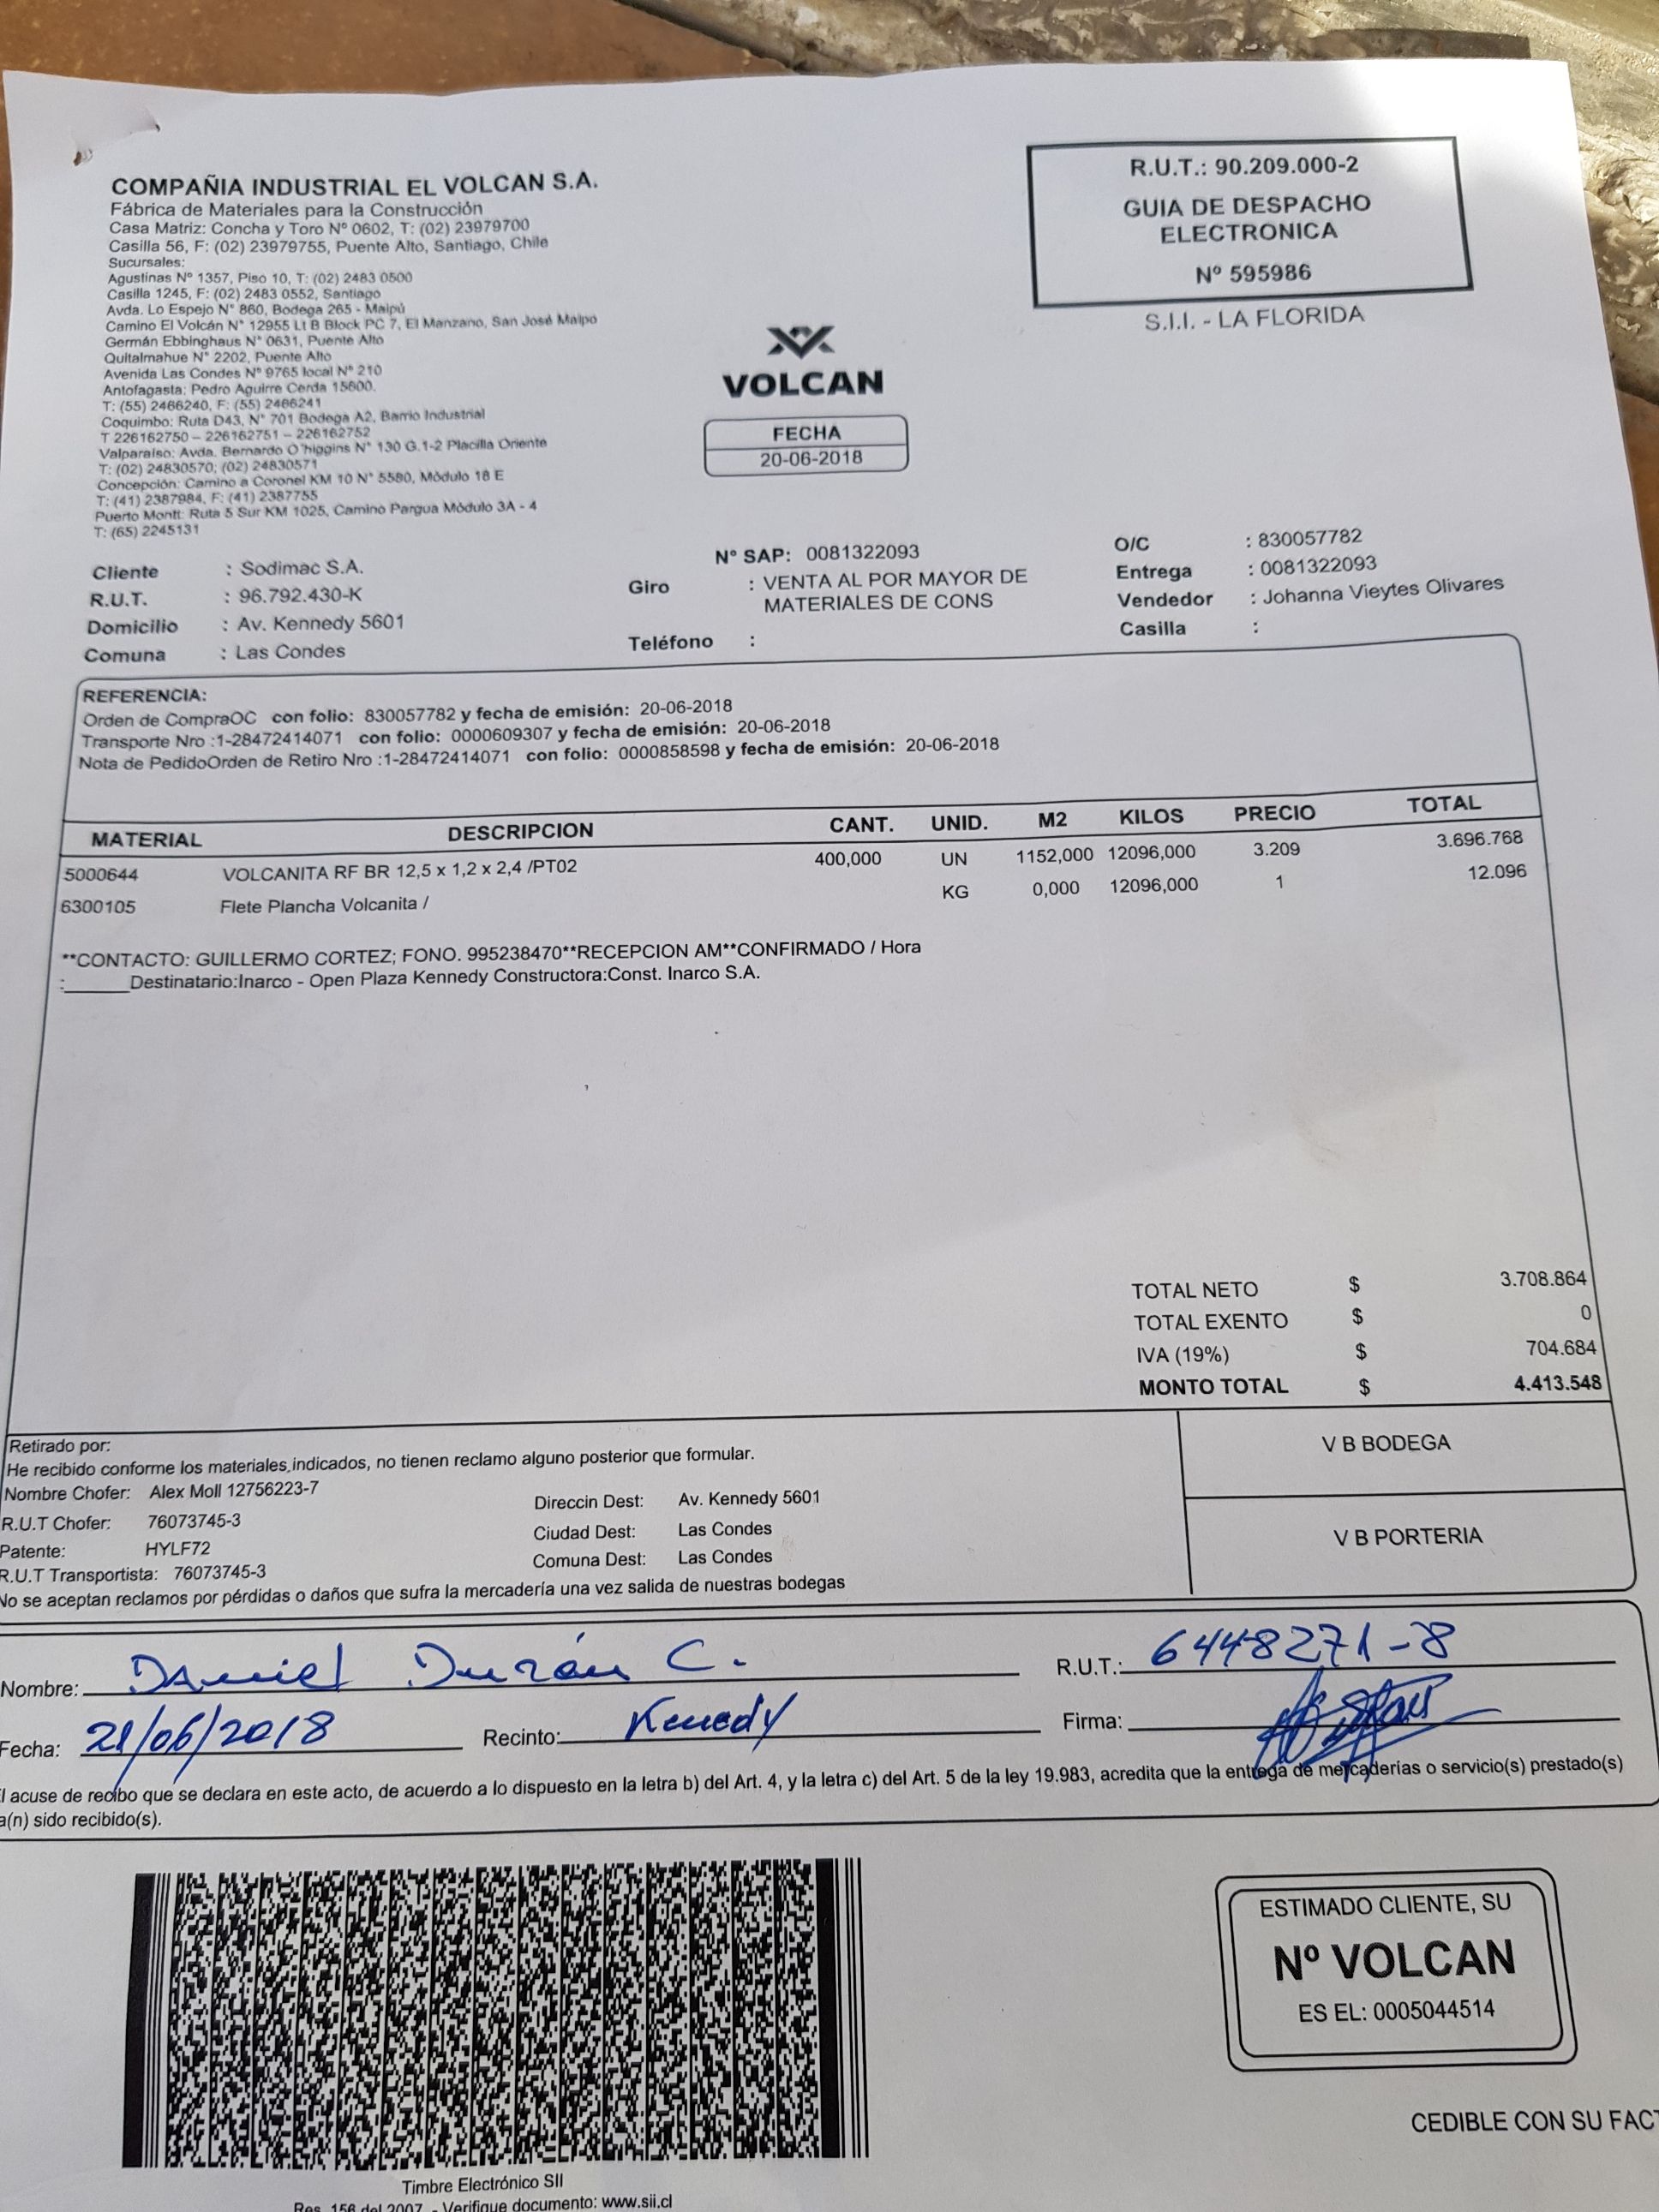 COMPAÑIA INDUSTRIAL EL VOLCAN S.A.
Fábrica de Materiales para la Construcción
Casa Matriz: Concha y Toro Nº 0602, T: (02) 23979700
Casilla 56, F: (02) 23979755, Puente Alto, Santiago, Chile
Sucursales:
Agustinas Nº 1357, Piso 10, T: (02) 2483 0500
Casilla 1245, F: (02) 2483 0552, Santiago
Avda. Lo Espejo N° 860, Bodega 265 - Maipú
Camino El Volcán N° 12955 Lt B Block PC 7, El Manzano, San José Maipo
Germán Ebbinghaus N° 0631, Puente Alto
Quitalmahue N° 2202, Puente Alto
Avenida Las Condes N° 9765 local N° 210
Antofagasta: Pedro Aguirre Cerda 15600.
T: (55) 2466240, F: (55) 2466241
Coquimbo: Ruta D43, N° 701 Bodega A2, Barrio Industrial
T 226162750 – 226162751 – 226162752
Valparaíso: Avda. Bernardo O'higgins N° 130 G.1-2 Placilla Oriente
T: (02) 24830570; (02) 24830571
Concepción: Camino a Coronel KM 10 N° 5580, Módulo 18 E
T: (41) 2387984, F: (41) 2387755
Puerto Montt: Ruta 5 Sur KM 1025, Camino Pargua Módulo 3A - 4
T: (65) 2245131
R.U.T.: 90.209.000-2
GUIA DE DESPACHO
ELECTRONICA
Nº 595986
S.I.I. - LA FLORIDA
VOLCAN
FECHA
20-06-2018
Cliente : Sodimac S.A.
R.U.T. : 96.792.430-K
Domicilio : Av. Kennedy 5601
Comuna : Las Condes
Nº SAP: 0081322093
Giro : VENTA AL POR MAYOR DE
MATERIALES DE CONS
Teléfono :
O/C : 830057782
Entrega : 0081322093
Vendedor : Johanna Vieytes Olivares
Casilla :
REFERENCIA:
Orden de CompraOC con folio: 830057782 y fecha de emisión: 20-06-2018
Transporte Nro :1-28472414071 con folio: 0000609307 y fecha de emisión: 20-06-2018
Nota de PedidoOrden de Retiro Nro :1-28472414071 con folio: 0000858598 y fecha de emisión: 20-06-2018
MATERIAL DESCRIPCION CANT. UNID. M2 KILOS PRECIO TOTAL
5000644 VOLCANITA RF BR 12,5 x 1,2 x 2,4 /PT02 400,000 UN 1152,000 12096,000 3.209 3.696.768
6300105 Flete Plancha Volcanita / KG 0,000 12096,000 1 12.096
**CONTACTO: GUILLERMO CORTEZ; FONO. 995238470**RECEPCION AM**CONFIRMADO / Hora
:______Destinatario:Inarco - Open Plaza Kennedy Constructora:Const. Inarco S.A.
TOTAL NETO $ 3.708.864
TOTAL EXENTO $ 0
IVA (19%) $ 704.684
MONTO TOTAL $ 4.413.548
Retirado por:
He recibido conforme los materiales indicados, no tienen reclamo alguno posterior que formular.
Nombre Chofer: Alex Moll 12756223-7
R.U.T Chofer: 76073745-3
Patente: HYLF72
R.U.T Transportista: 76073745-3
Direccin Dest: Av. Kennedy 5601
Ciudad Dest: Las Condes
Comuna Dest: Las Condes
No se aceptan reclamos por pérdidas o daños que sufra la mercadería una vez salida de nuestras bodegas
V B BODEGA
V B PORTERIA
Nombre: Daniel Durán C.
R.U.T.: 6448271-8
Fecha: 21/06/2018 Recinto: Kenedy Firma:
El acuse de recibo que se declara en este acto, de acuerdo a lo dispuesto en la letra b) del Art. 4, y la letra c) del Art. 5 de la ley 19.983, acredita que la entrega de mercaderías o servicio(s) prestado(s)
a(n) sido recibido(s).
ESTIMADO CLIENTE, SU
Nº VOLCAN
ES EL: 0005044514
CEDIBLE CON SU FACT
Timbre Electrónico SII
Res. 156 del 2007 - Verifique documento: www.sii.cl